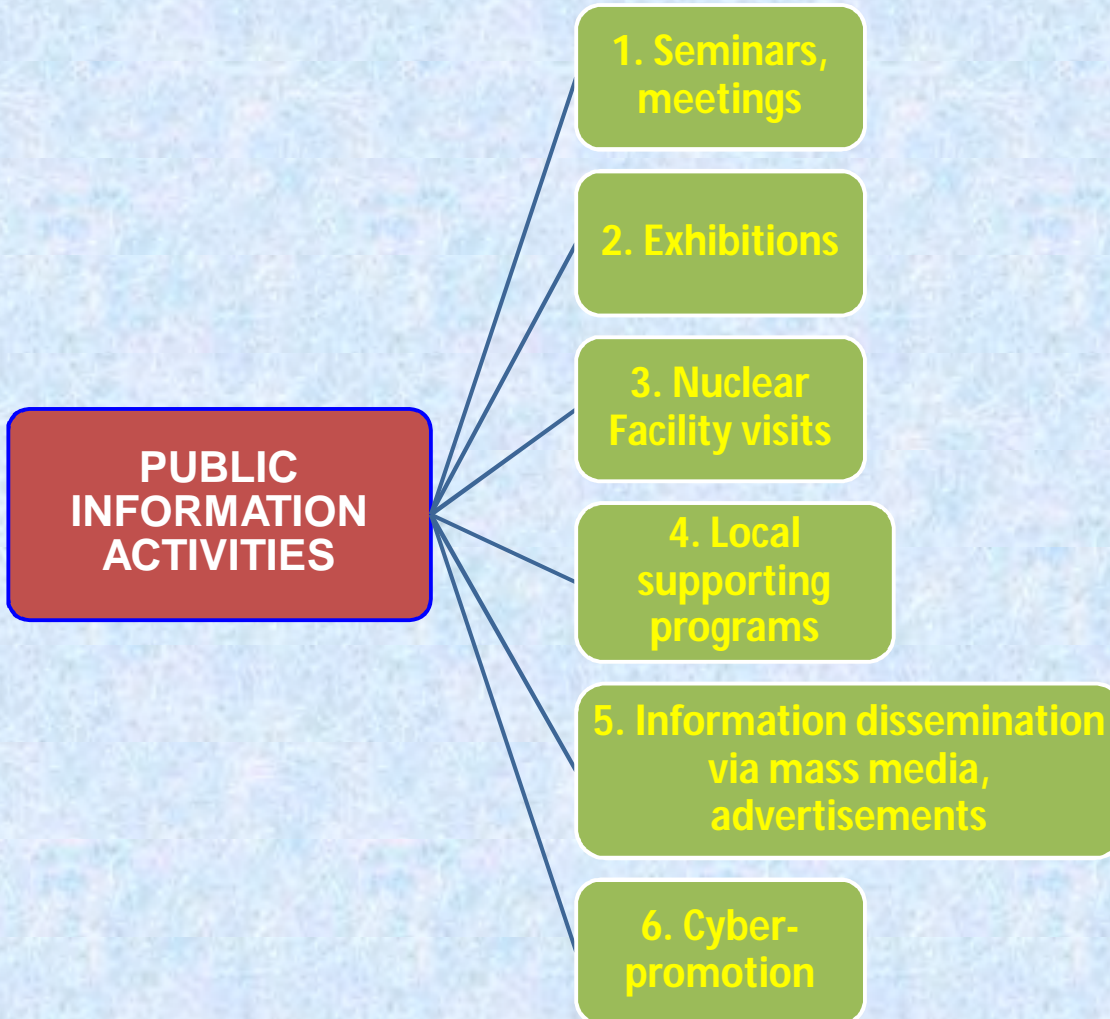 PUBLIC
INFORMATION
ACTIVITIES
1. Seminars,
meetings
2. Exhibitions
3. Nuclear
Facility visits
4. Local
supporting
programs
5. Information dissemination
via mass media,
advertisements
6. Cyber-
promotion